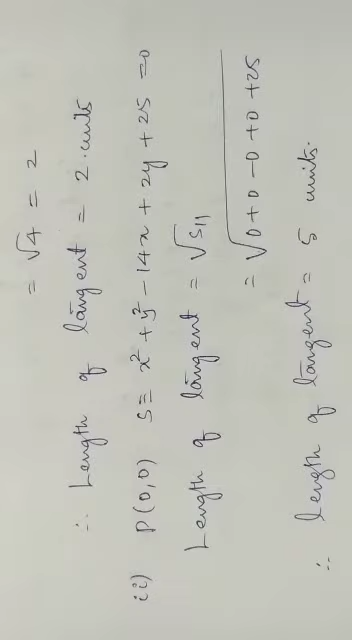 = √4 = 2
∴ Length of tangent = 2 units
ii) P(0,0) S ≡ x² + y² - 14x + 2y + 25 = 0
Length of tangent = √S₁₁
= √0+0-0+0+25
∴ length of tangent = 5 units.